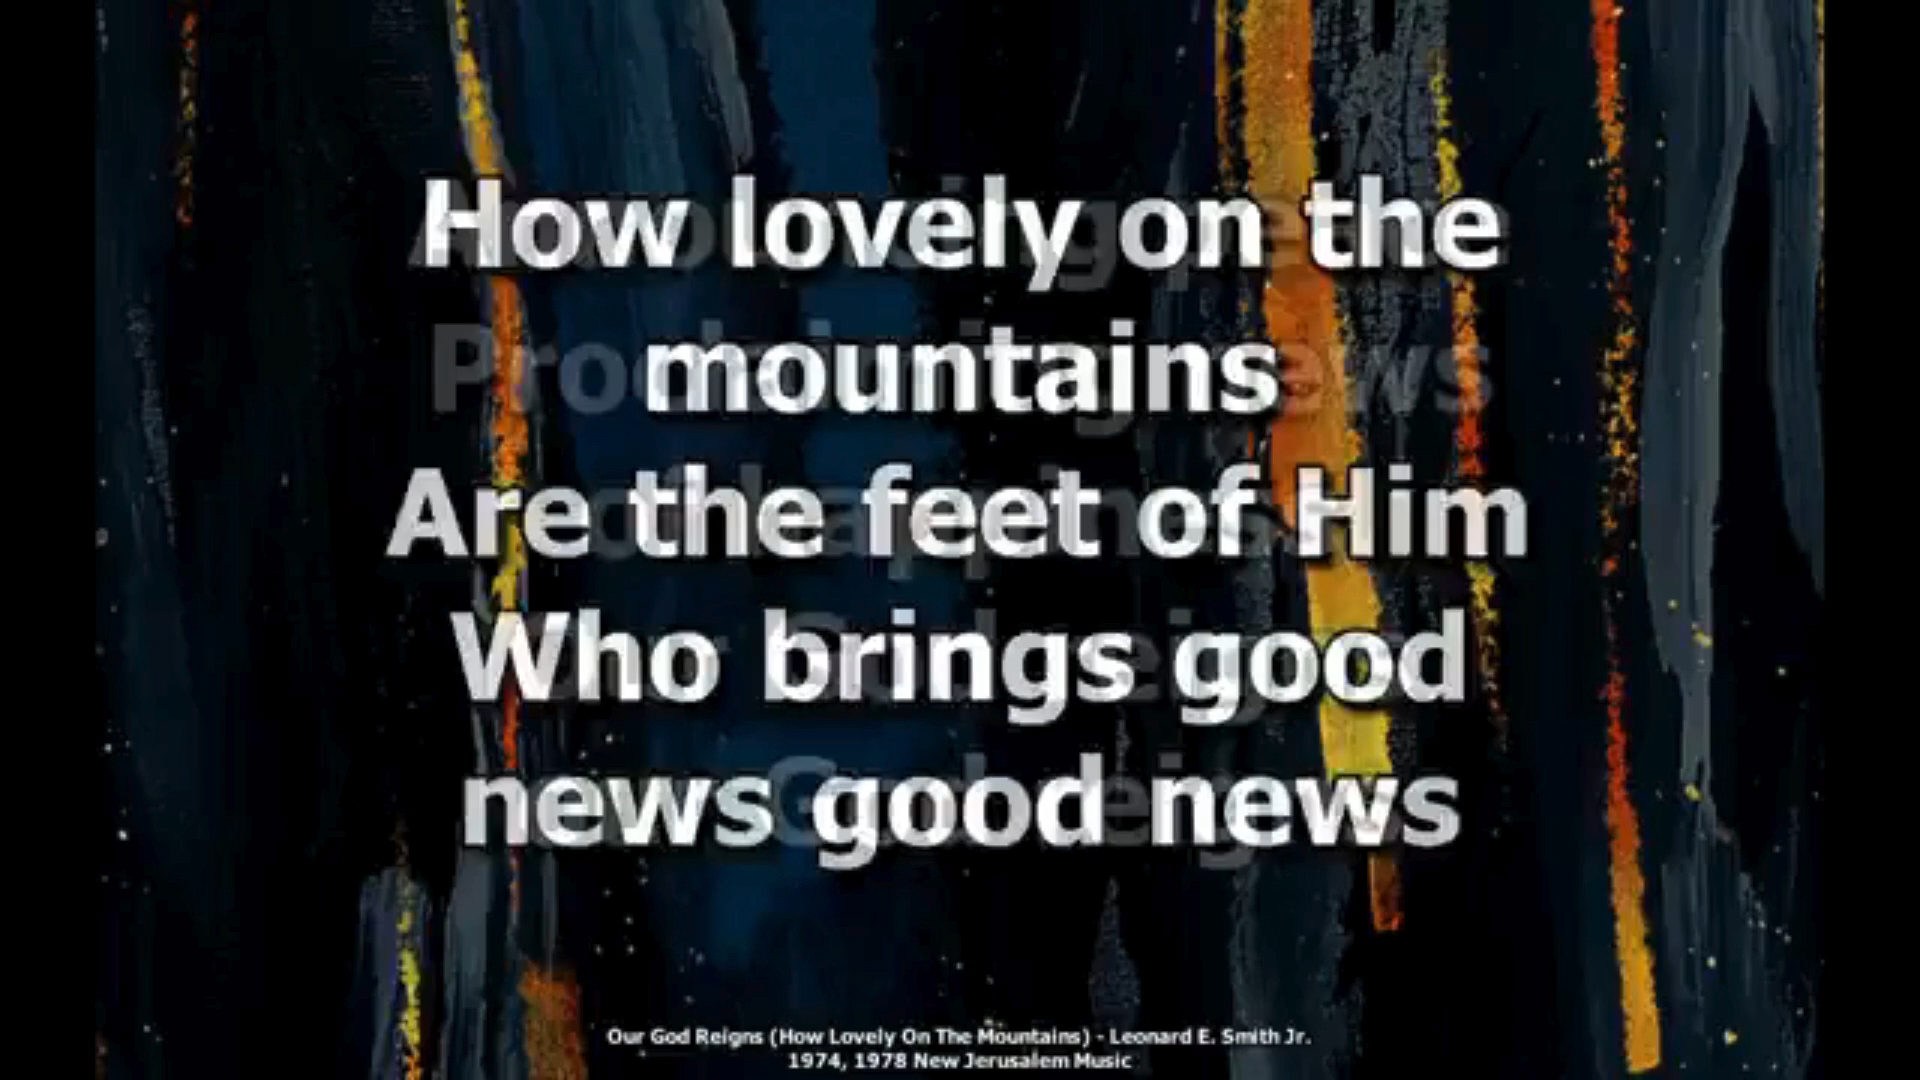 How lovely on the
mountains
Are the feet of Him
Who brings good
news good news
Our God Reigns (How Lovely On The Mountains) - Leonard E. Smith Jr.
1974, 1978 New Jerusalem Music